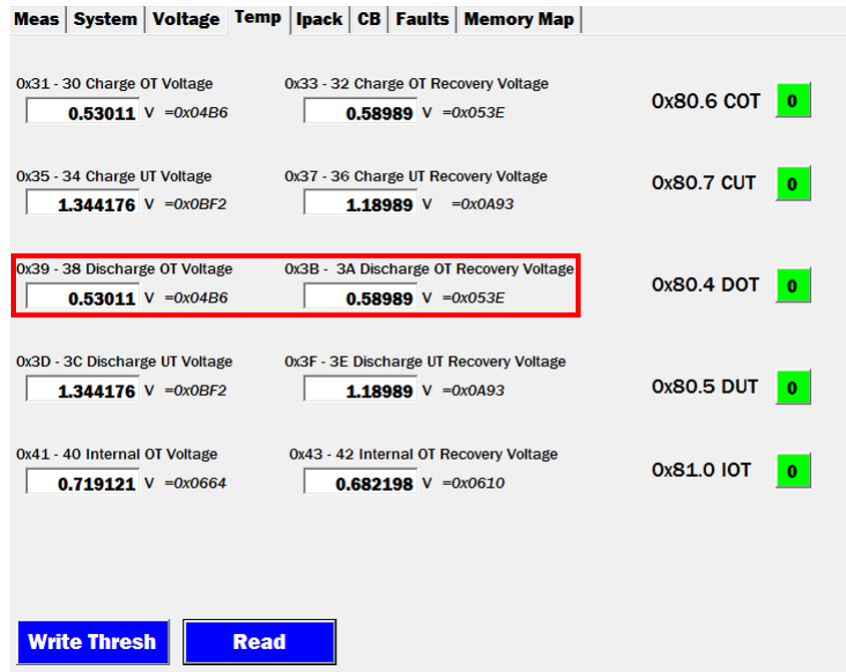 Meas System Voltage Temp Ipack CB Faults Memory Map
0x31 - 30 Charge OT Voltage 0x33 - 32 Charge OT Recovery Voltage
0.53011 V =0x04B6 0.58989 V =0x053E 0x80.6 COT 0
0x35 - 34 Charge UT Voltage 0x37 - 36 Charge UT Recovery Voltage
1.344176 V =0x0BF2 1.18989 V =0x0A93 0x80.7 CUT 0
0x39 - 38 Discharge OT Voltage 0x3B - 3A Discharge OT Recovery Voltage
0.53011 V =0x04B6 0.58989 V =0x053E 0x80.4 DOT 0
0x3D - 3C Discharge UT Voltage 0x3F - 3E Discharge UT Recovery Voltage
1.344176 V =0x0BF2 1.18989 V =0x0A93 0x80.5 DUT 0
0x41 - 40 Internal OT Voltage 0x43 - 42 Internal OT Recovery Voltage
0.719121 V =0x0664 0.682198 V =0x0610 0x81.0 IOT 0
Write Thresh Read